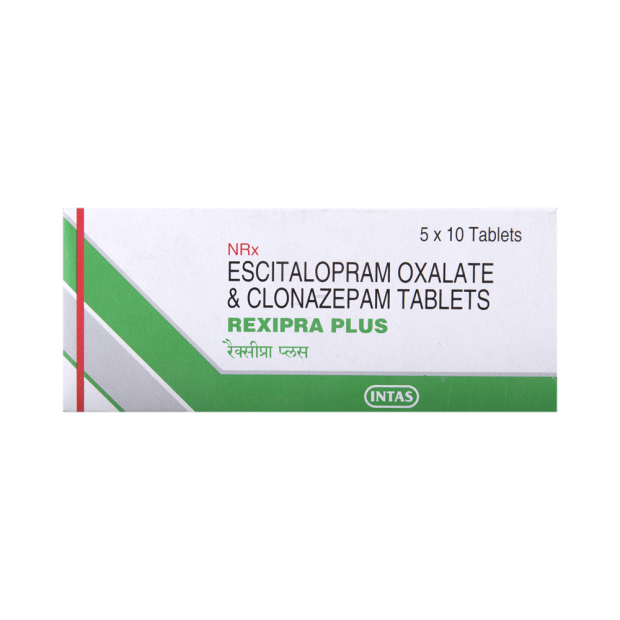 5 x 10 Tablets
NRx
ESCITALOPRAM OXALATE
& CLONAZEPAM TABLETS
REXIPRA PLUS
रैक्सीप्रा प्लस
INTAS